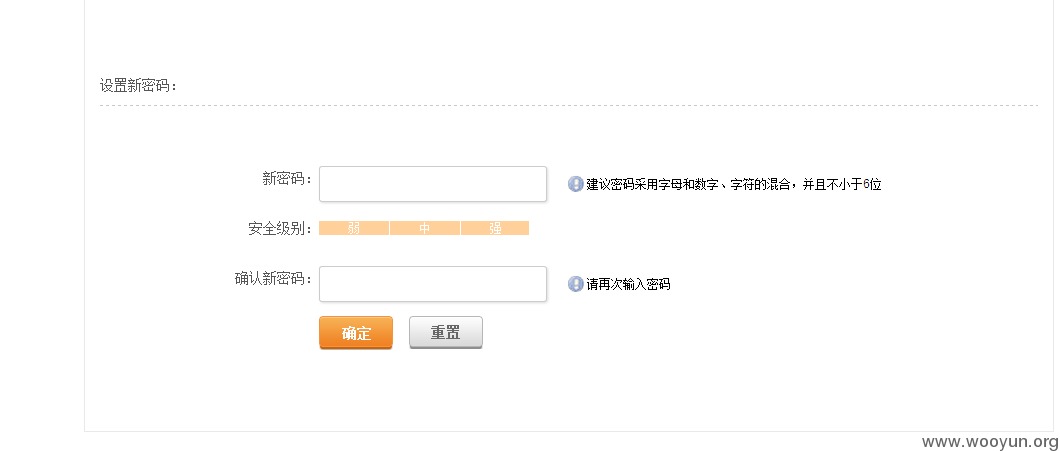 设置新密码：
新密码： 建议密码采用字母和数字、字符的混合，并且不小于6位
安全级别： 弱 中 强
确认新密码： 请再次输入密码
确定 重置
www.wooyun.org